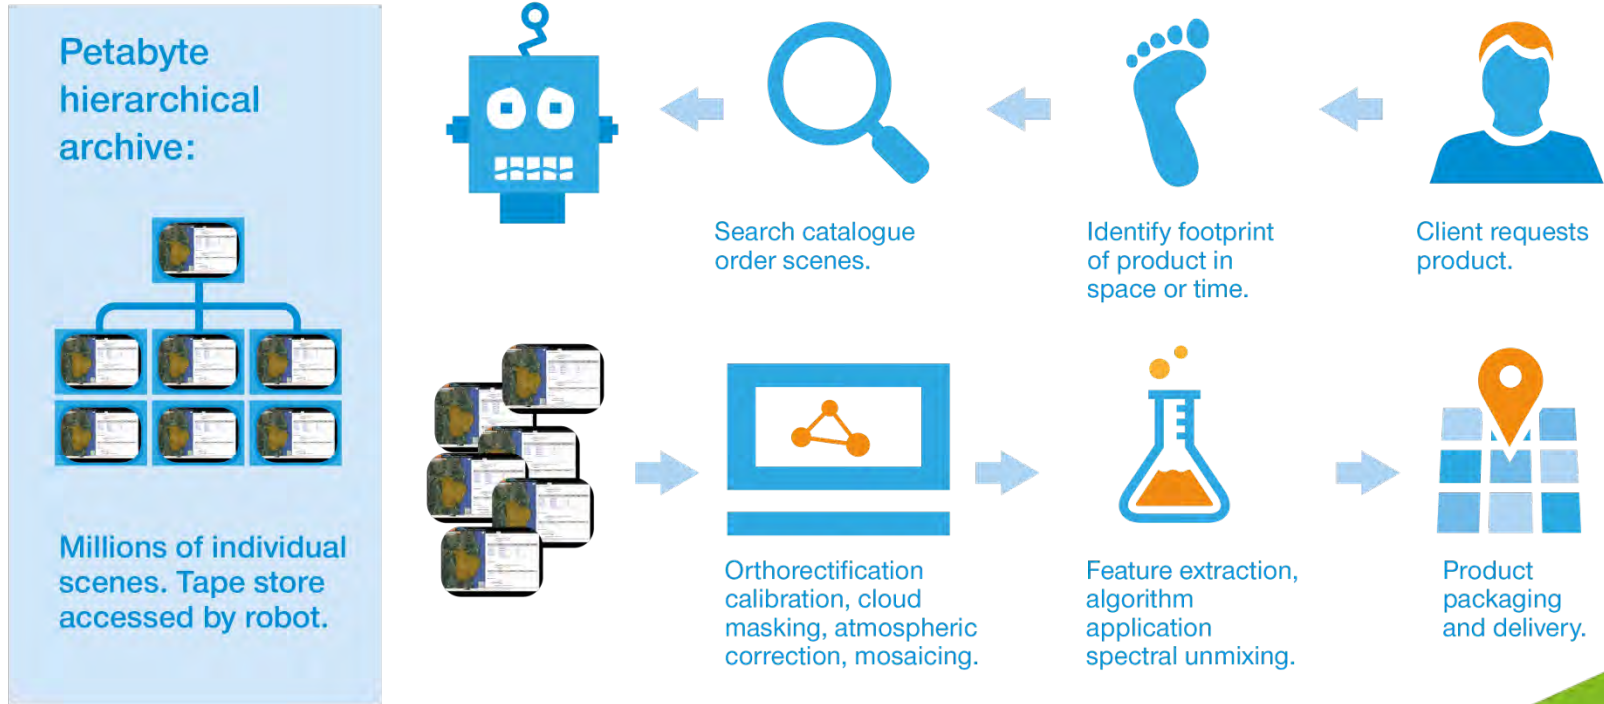 Petabyte
hierarchical
archive:
Millions of individual
scenes. Tape store
accessed by robot.
Search catalogue
order scenes.
Identify footprint
of product in
space or time.
Client requests
product.
Orthorectification
calibration, cloud
masking, atmospheric
correction, mosaicing.
Feature extraction,
algorithm
application
spectral unmixing.
Product
packaging
and delivery.